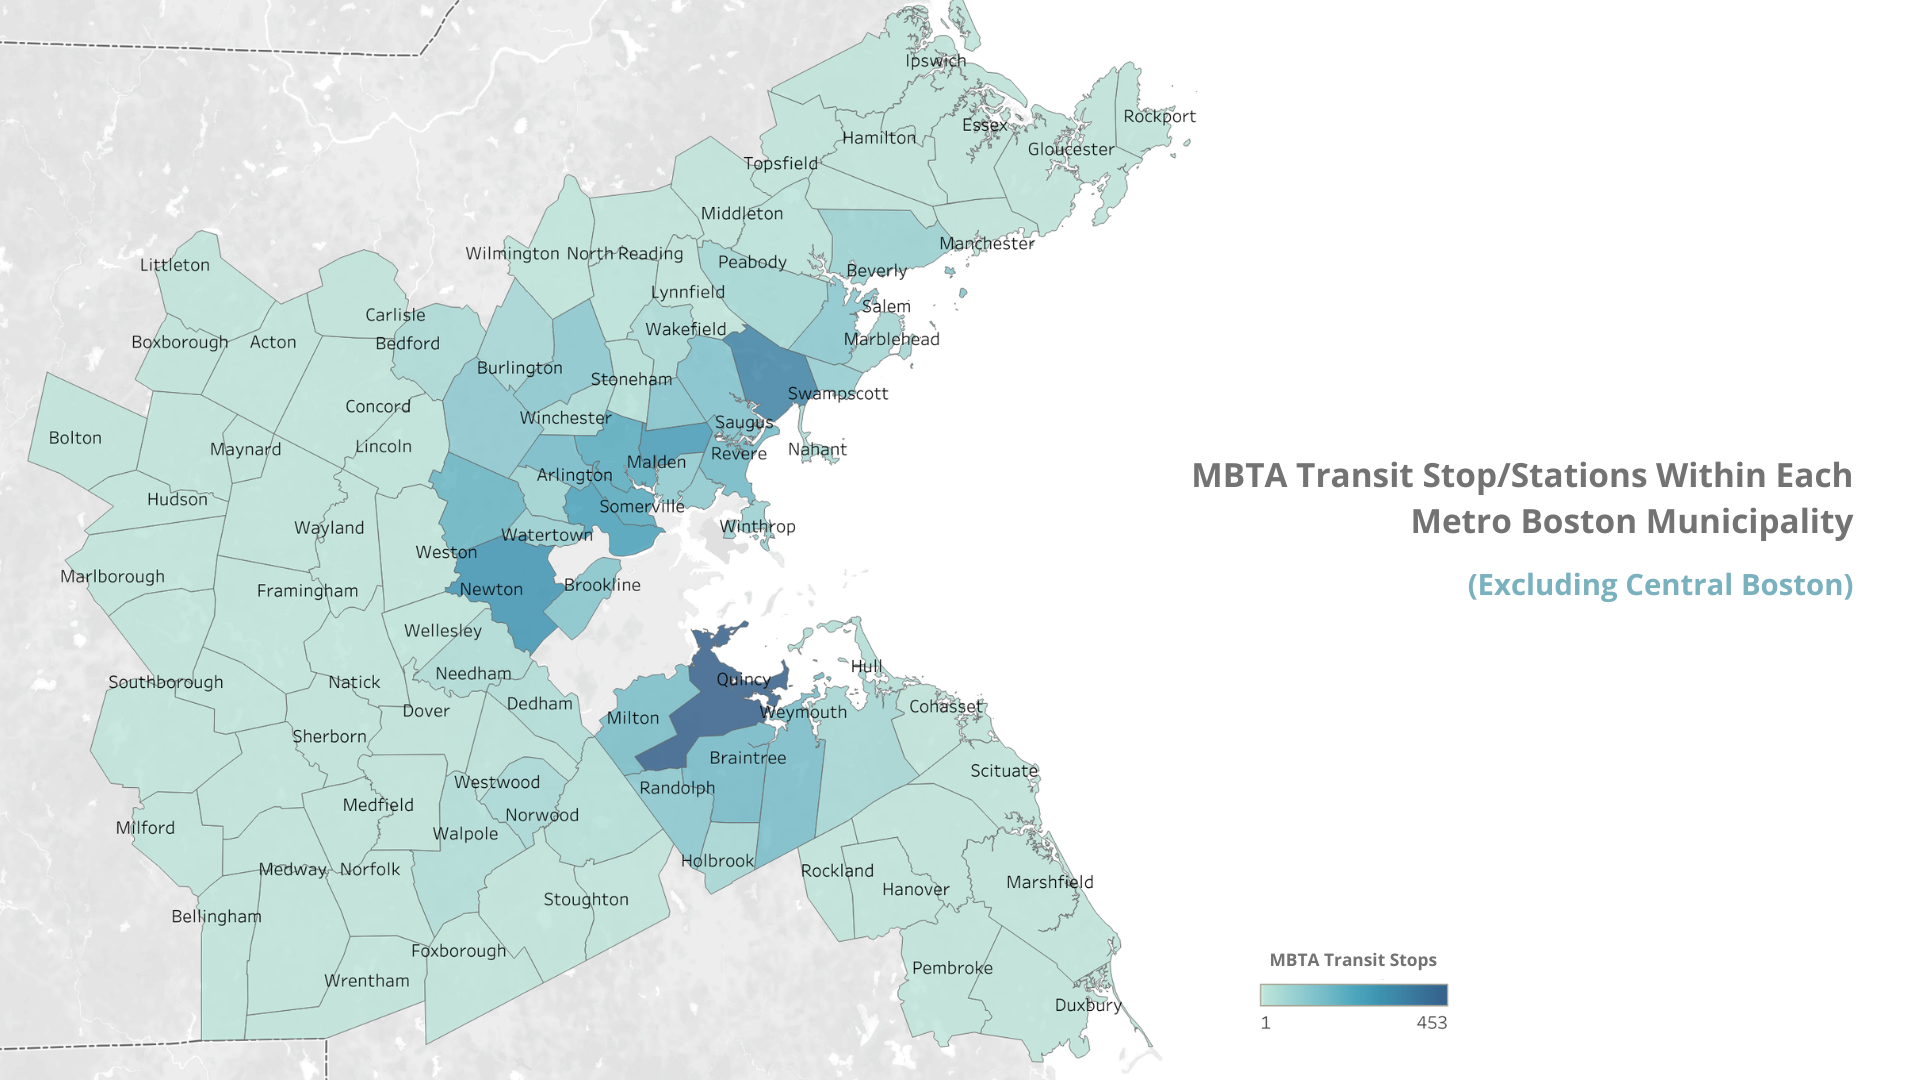 Ipswich
Rockport
Essex
Hamilton
Gloucester
Topsfield
Middleton
Manchester
Wilmington
North Reading
Peabody
Littleton
Beverly
Lynnfield
Salem
Carlisle
Wakefield
Marblehead
Boxborough
Acton
Bedford
Burlington
Stoneham
Swampscott
Concord
Winchester
Saugus
Bolton
Lincoln
Maynard
Nahant
Revere
Malden
Arlington
MBTA Transit Stop/Stations Within Each
Metro Boston Municipality
(Excluding Central Boston)
Hudson
Somerville
Wayland
Winthrop
Watertown
Weston
Marlborough
Framingham
Newton
Brookline
Wellesley
Hull
Needham
Quincy
Southborough
Natick
Dedham
Cohasset
Dover
Milton
Weymouth
Sherborn
Braintree
Scituate
Westwood
Randolph
Medfield
Norwood
Milford
Walpole
Holbrook
Medway
Norfolk
Rockland
Hanover
Marshfield
Stoughton
Bellingham
Foxborough
Pembroke
Wrentham
Duxbury
MBTA Transit Stops
1
453